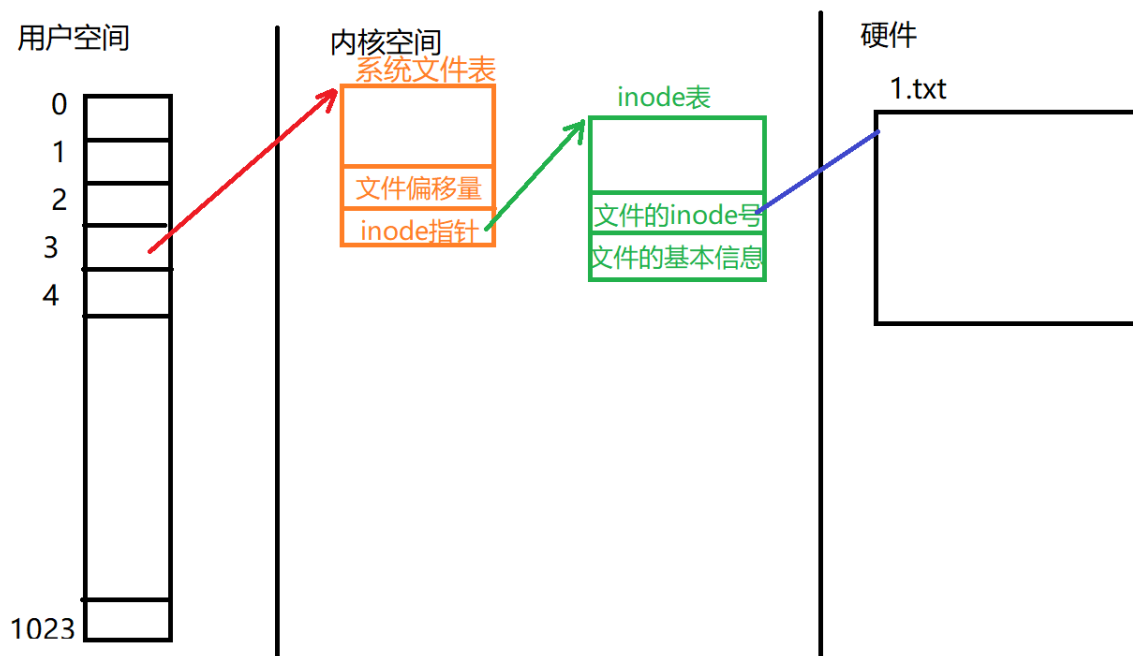 用户空间
0
1
2
3
4
1023
内核空间
系统文件表
文件偏移量
inode指针
inode表
文件的inode号
文件的基本信息
硬件
1.txt